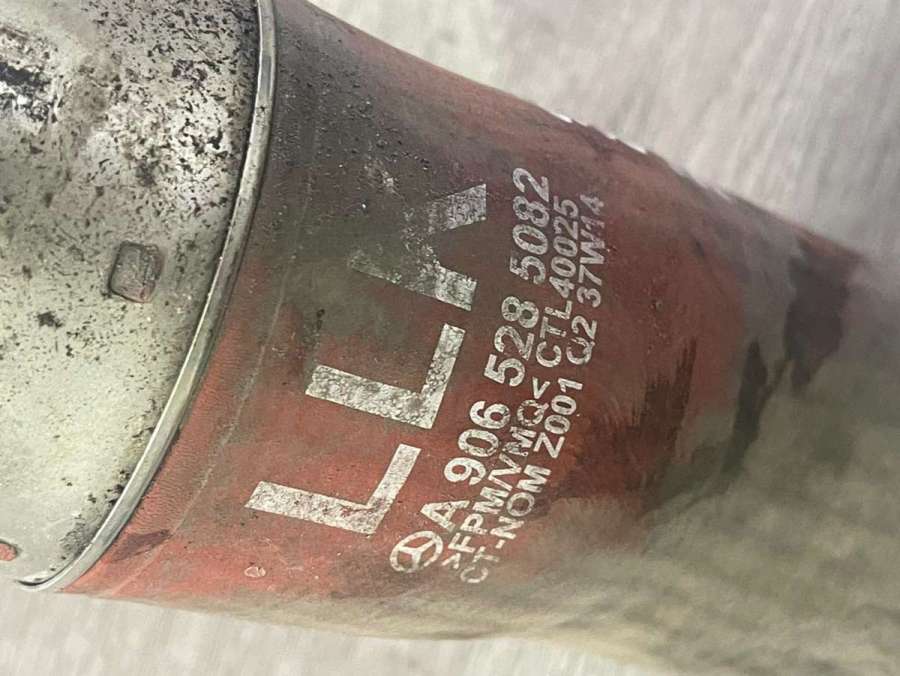 LLK
A 906 528 5082
>FPM/VMQ< CTL40025
CT-NOM Z001 Q2 37W14